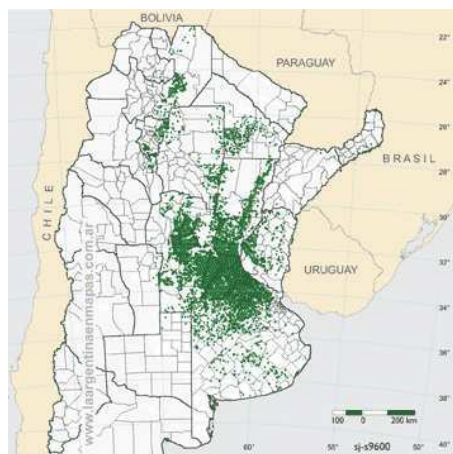 BOLIVIA
22°
PARAGUAY
24°
26°
BRASIL
28°
CHILE
30°
URUGUAY
32°
34°
www.laargentinaenmapas.com.ar
36°
38°
100 0 200 km
60° 55° 50° 40°
sj-s9600